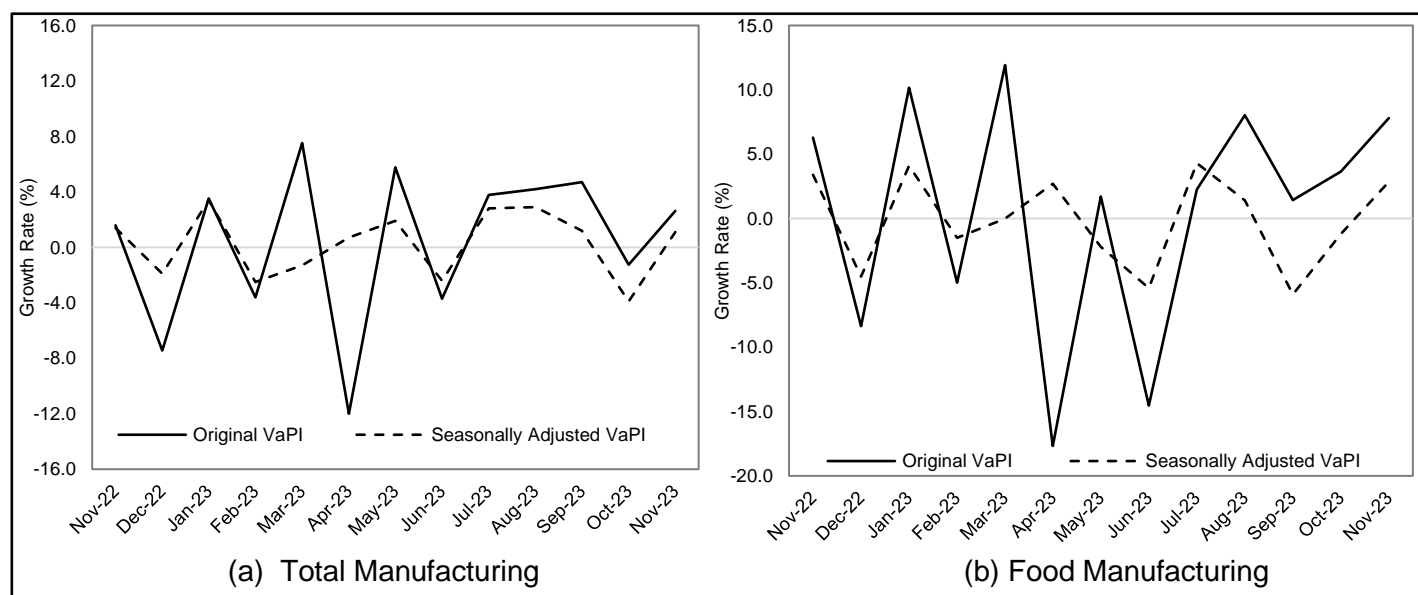 16.0
12.0
8.0
4.0
0.0
-4.0
-8.0
-12.0
-16.0
Growth Rate (%)
Original VaPI
Seasonally Adjusted VaPI
Nov-22
Dec-22
Jan-23
Feb-23
Mar-23
Apr-23
May-23
Jun-23
Jul-23
Aug-23
Sep-23
Oct-23
Nov-23
(a) Total Manufacturing
15.0
10.0
5.0
0.0
-5.0
-10.0
-15.0
-20.0
Growth Rate (%)
Original VaPI
Seasonally Adjusted VaPI
Nov-22
Dec-22
Jan-23
Feb-23
Mar-23
Apr-23
May-23
Jun-23
Jul-23
Aug-23
Sep-23
Oct-23
Nov-23
(b) Food Manufacturing